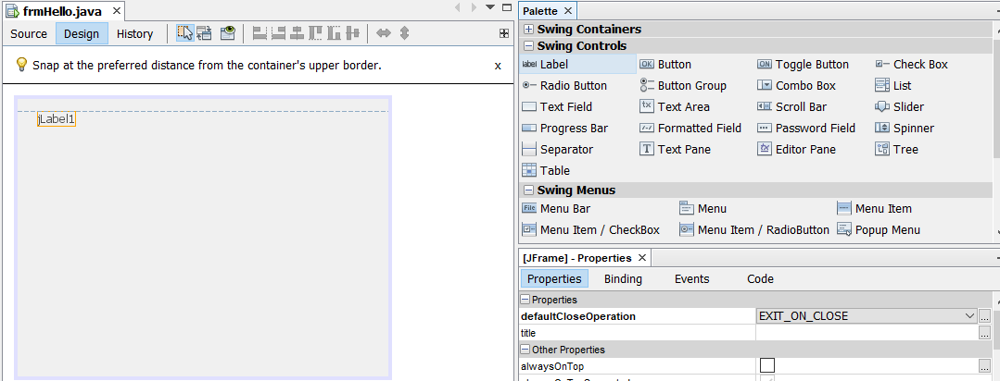 frmHello.java
Source Design History
Snap at the preferred distance from the container's upper border. x
jLabel1
Palette
Swing Containers
Swing Controls
label Label OK Button ON Toggle Button Check Box
Radio Button Button Group Combo Box List
Text Field tx Text Area Scroll Bar Slider
Progress Bar Formatted Field Password Field Spinner
Separator T Text Pane tx Editor Pane Tree
Table
Swing Menus
File Menu Bar Menu Menu Item
Menu Item / CheckBox Menu Item / RadioButton Popup Menu
[JFrame] - Properties
Properties Binding Events Code
Properties
defaultCloseOperation EXIT_ON_CLOSE ...
title ...
Other Properties
alwaysOnTop ...